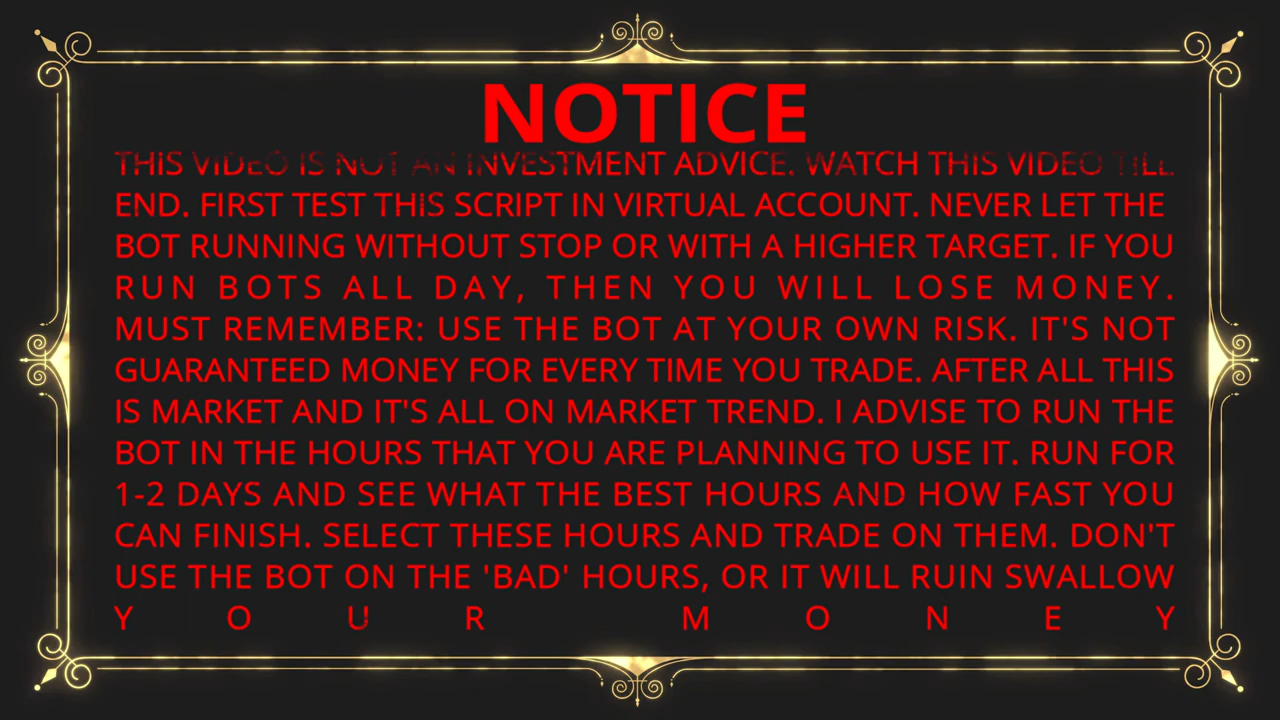 NOTICE
THIS VIDEO IS NOT AN INVESTMENT ADVICE. WATCH THIS VIDEO TILL
END. FIRST TEST THIS SCRIPT IN VIRTUAL ACCOUNT. NEVER LET THE
BOT RUNNING WITHOUT STOP OR WITH A HIGHER TARGET. IF YOU
RUN BOTS ALL DAY, THEN YOU WILL LOSE MONEY.
MUST REMEMBER: USE THE BOT AT YOUR OWN RISK. IT'S NOT
GUARANTEED MONEY FOR EVERY TIME YOU TRADE. AFTER ALL THIS
IS MARKET AND IT'S ALL ON MARKET TREND. I ADVISE TO RUN THE
BOT IN THE HOURS THAT YOU ARE PLANNING TO USE IT. RUN FOR
1-2 DAYS AND SEE WHAT THE BEST HOURS AND HOW FAST YOU
CAN FINISH. SELECT THESE HOURS AND TRADE ON THEM. DON'T
USE THE BOT ON THE 'BAD' HOURS, OR IT WILL RUIN SWALLOW
YOUR MONEY